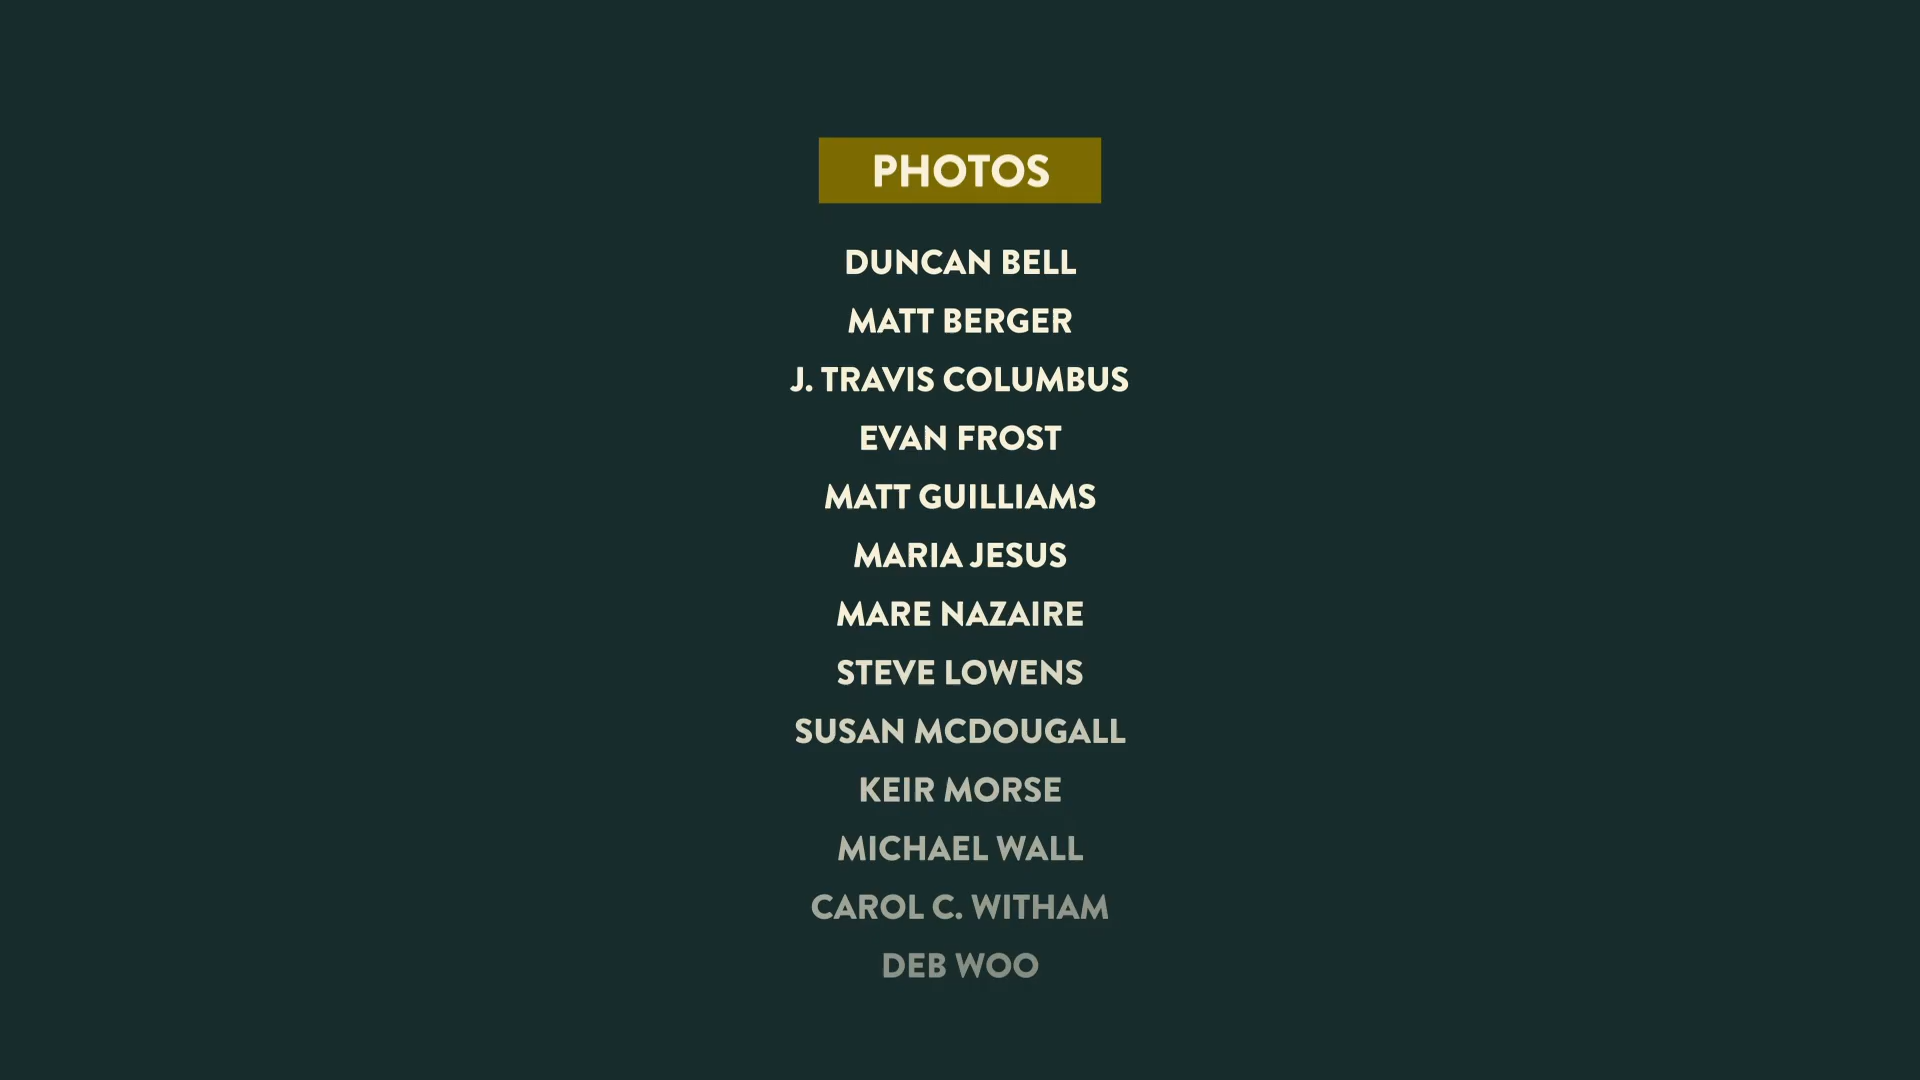 PHOTOS
DUNCAN BELL
MATT BERGER
J. TRAVIS COLUMBUS
EVAN FROST
MATT GUILLIAMS
MARIA JESUS
MARE NAZAIRE
STEVE LOWENS
SUSAN MCDOUGALL
KEIR MORSE
MICHAEL WALL
CAROL C. WITHAM
DEB WOO